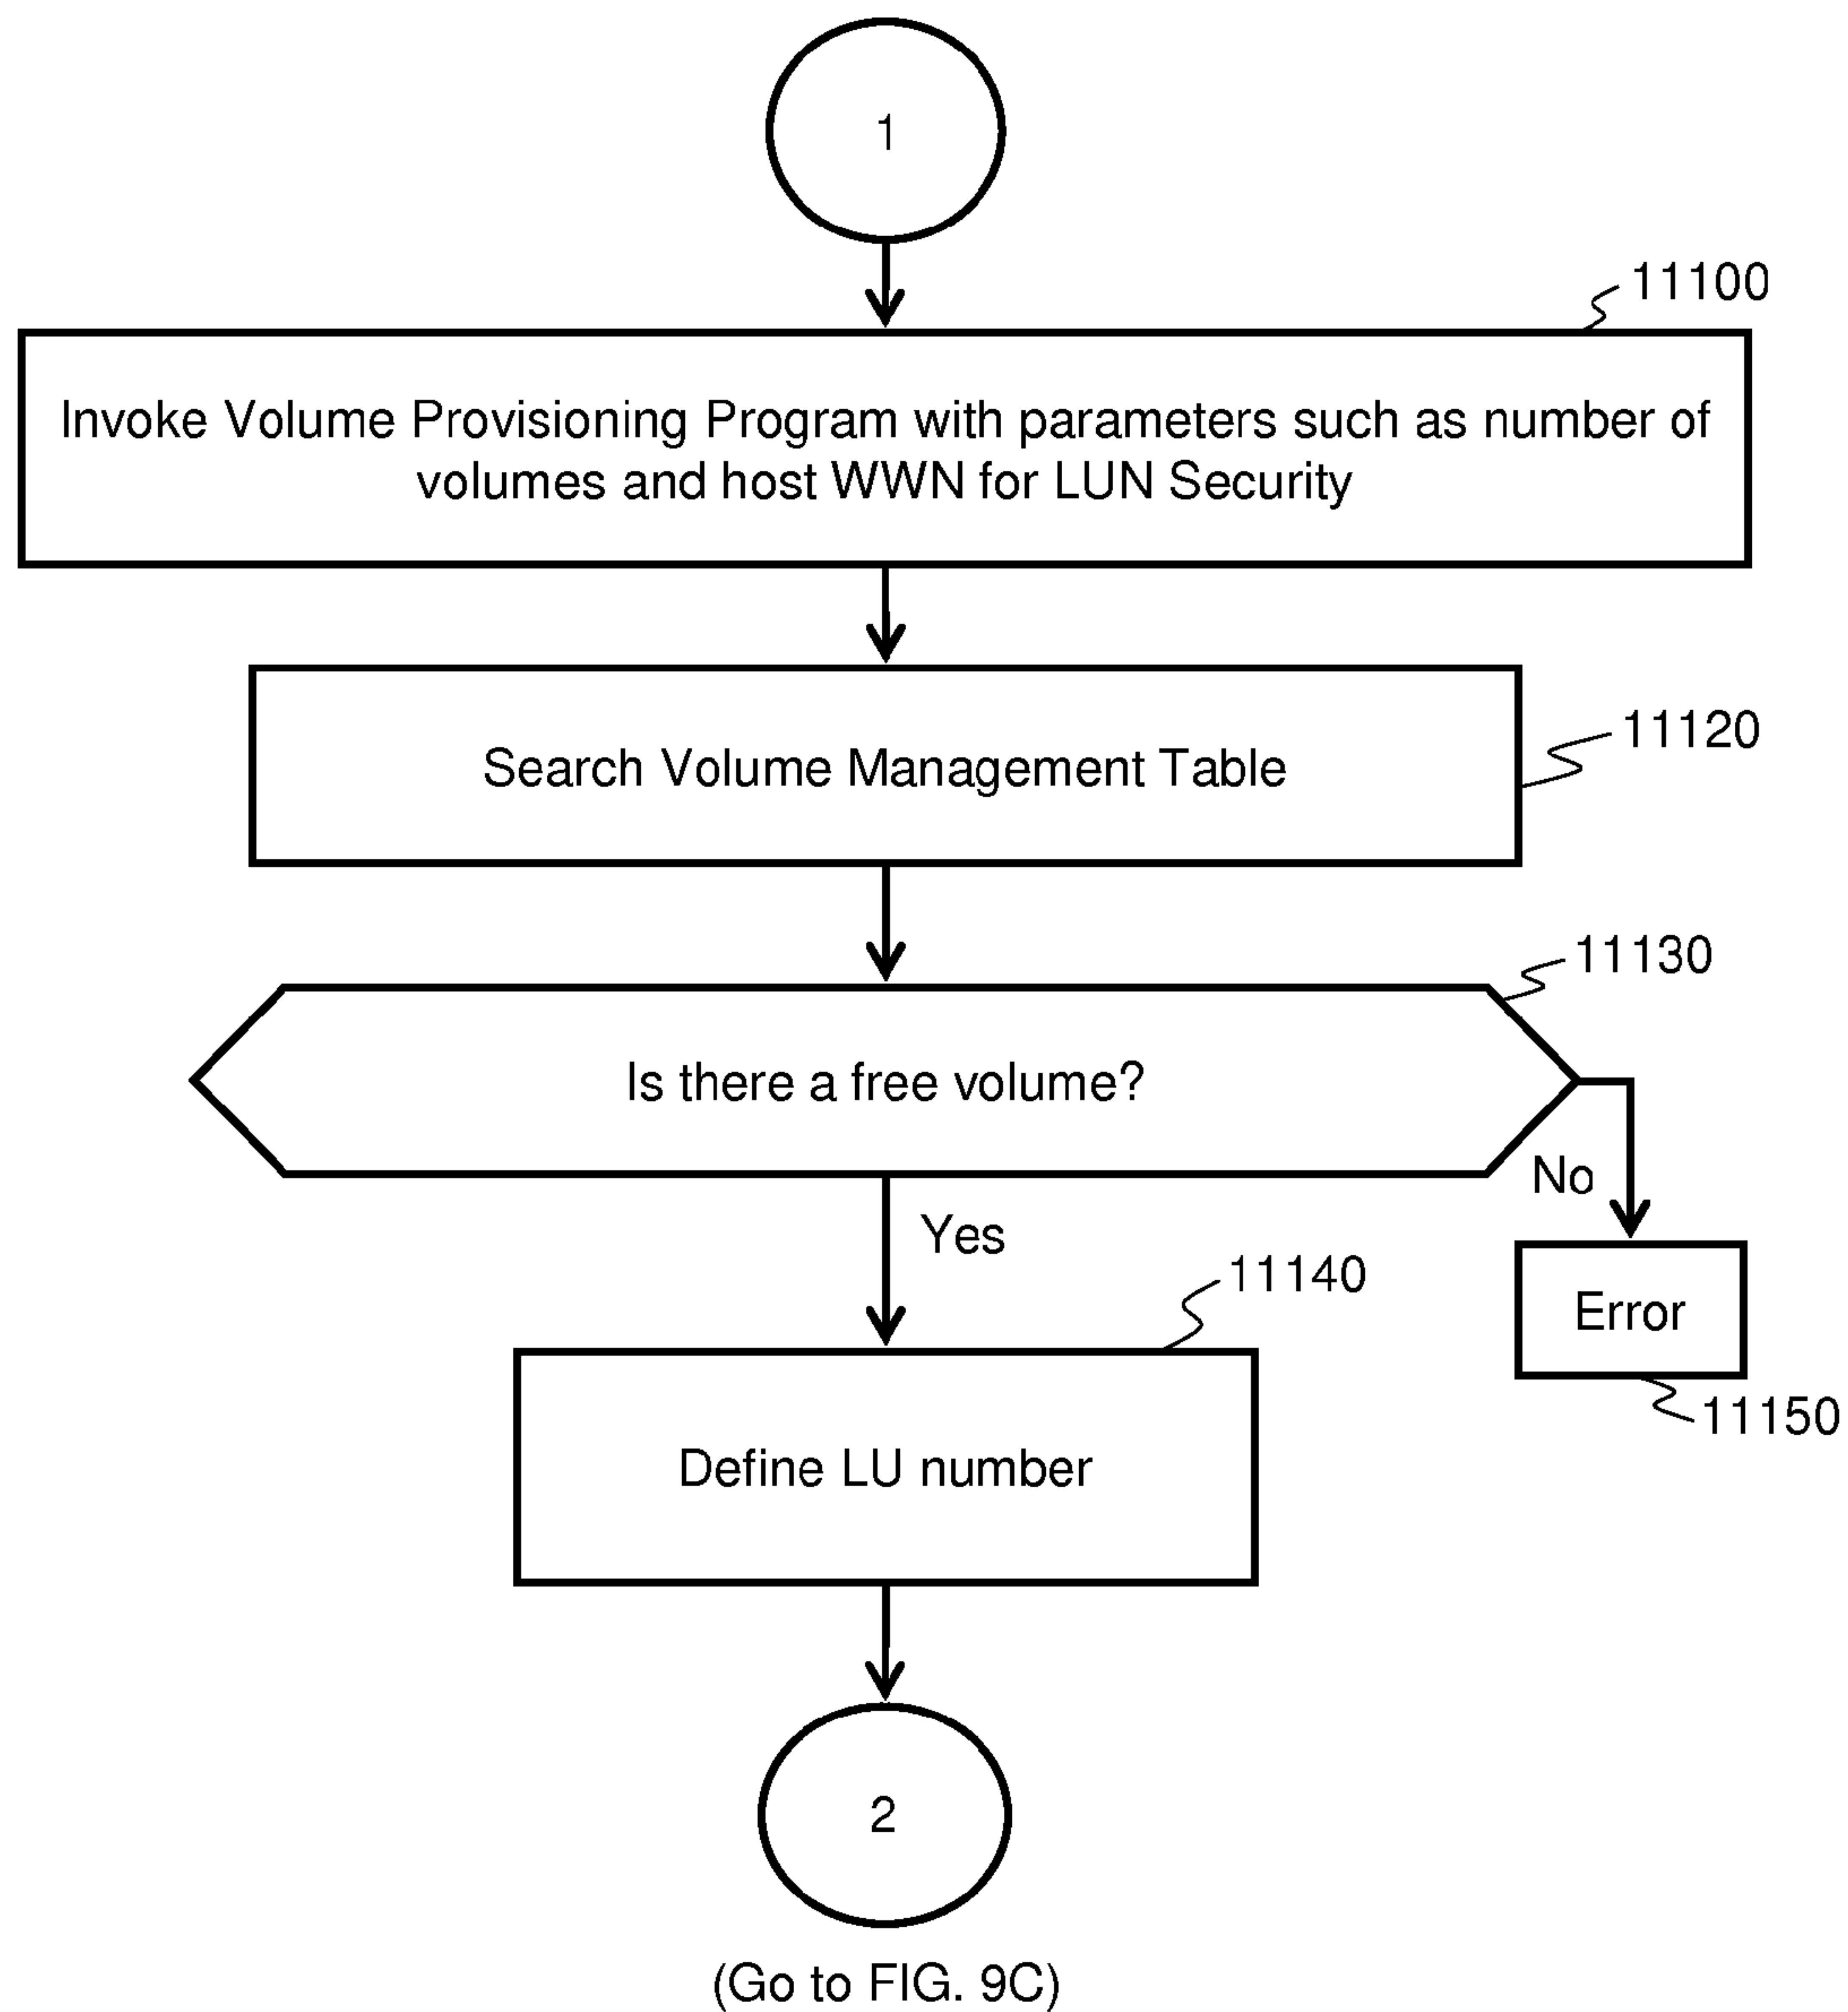 1
11100
Invoke Volume Provisioning Program with parameters such as number of
volumes and host WWN for LUN Security
11120
Search Volume Management Table
11130
Is there a free volume?
No
Yes
11140
Error
11150
Define LU number
2
(Go to FIG. 9C)